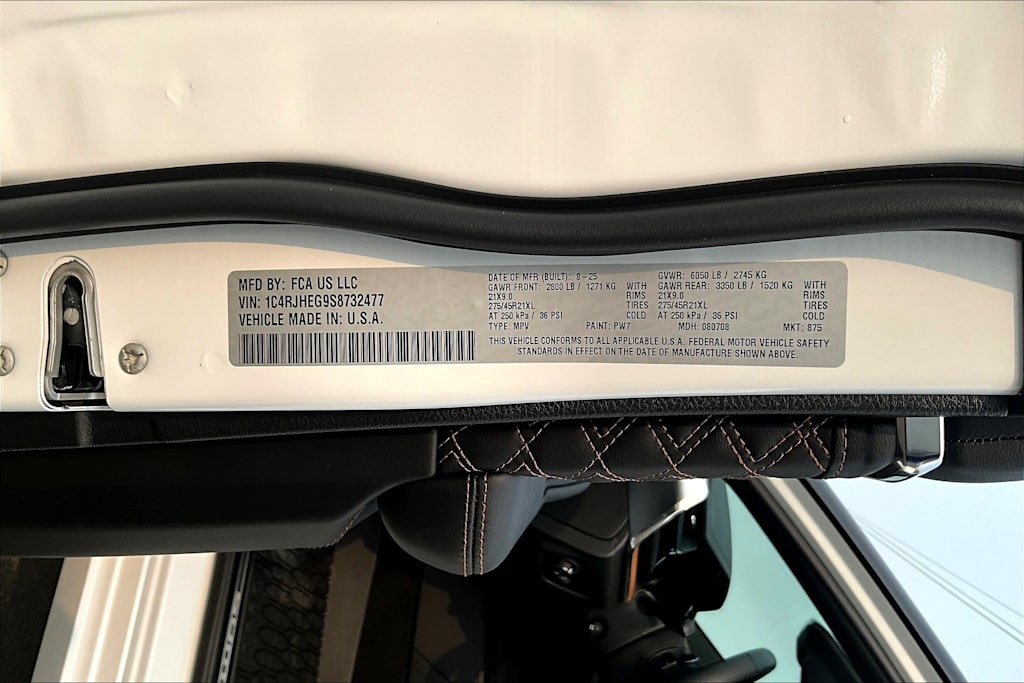 MFD BY: FCA US LLC
VIN: 1C4RJHEG9S8732477
VEHICLE MADE IN: U.S.A.
DATE OF MFR (BUILT): 8-25
GAWR FRONT: 2800 LB / 1271 KG WITH
21X9.0 RIMS
275/45R21XL TIRES
AT 250 kPa / 36 PSI COLD
TYPE: MPV PAINT: PW7
GVWR: 6050 LB / 2745 KG
GAWR REAR: 3350 LB / 1520 KG WITH
21X9.0 RIMS
275/45R21XL TIRES
AT 250 kPa / 36 PSI COLD
MDH: 080708 MKT: 875
THIS VEHICLE CONFORMS TO ALL APPLICABLE U.S.A. FEDERAL MOTOR VEHICLE SAFETY
STANDARDS IN EFFECT ON THE DATE OF MANUFACTURE SHOWN ABOVE.